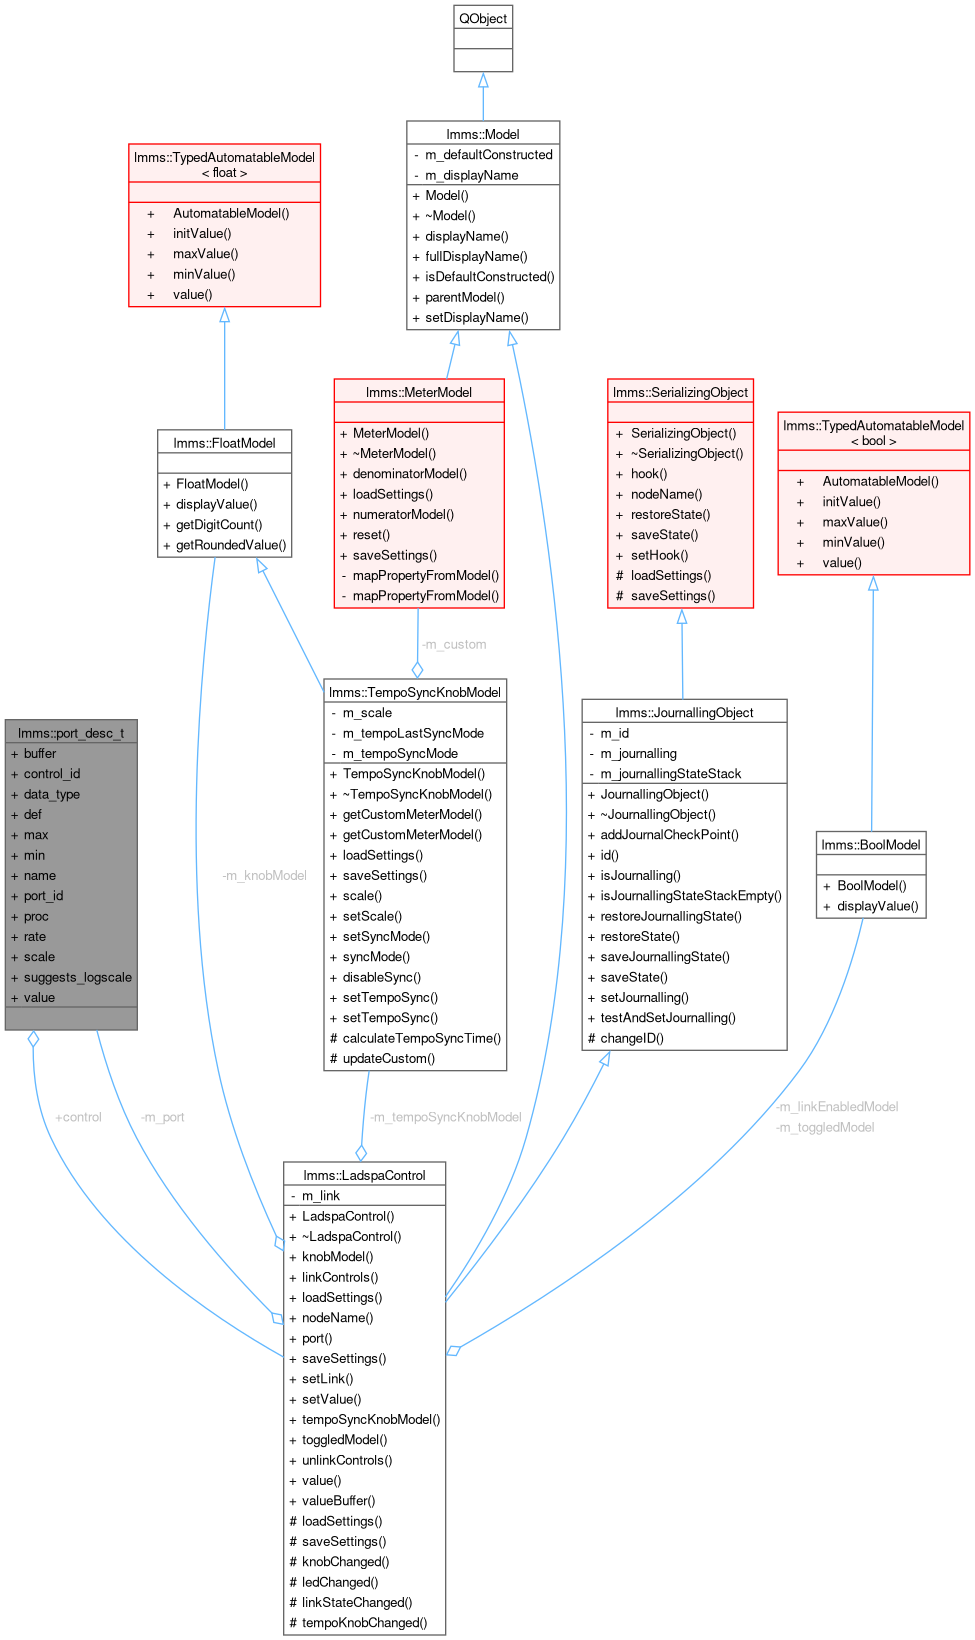 QObject
lmms::Model
- m_defaultConstructed
- m_displayName
+ Model()
+ ~Model()
+ displayName()
+ fullDisplayName()
+ isDefaultConstructed()
+ parentModel()
+ setDisplayName()
lmms::TypedAutomatableModel
< float >
+ AutomatableModel()
+ initValue()
+ maxValue()
+ minValue()
+ value()
lmms::MeterModel
+ MeterModel()
+ ~MeterModel()
+ denominatorModel()
+ loadSettings()
+ numeratorModel()
+ reset()
+ saveSettings()
- mapPropertyFromModel()
- mapPropertyFromModel()
lmms::SerializingObject
+ SerializingObject()
+ ~SerializingObject()
+ hook()
+ nodeName()
+ restoreState()
+ saveState()
+ setHook()
# loadSettings()
# saveSettings()
lmms::TypedAutomatableModel
< bool >
+ AutomatableModel()
+ initValue()
+ maxValue()
+ minValue()
+ value()
lmms::FloatModel
+ FloatModel()
+ displayValue()
+ getDigitCount()
+ getRoundedValue()
-m_custom
lmms::TempoSyncKnobModel
- m_scale
- m_tempoLastSyncMode
- m_tempoSyncMode
+ TempoSyncKnobModel()
+ ~TempoSyncKnobModel()
+ getCustomMeterModel()
+ getCustomMeterModel()
+ loadSettings()
+ saveSettings()
+ scale()
+ setScale()
+ setSyncMode()
+ syncMode()
+ disableSync()
+ setTempoSync()
+ setTempoSync()
# calculateTempoSyncTime()
# updateCustom()
lmms::JournallingObject
- m_id
- m_journalling
- m_journallingStateStack
+ JournallingObject()
+ ~JournallingObject()
+ addJournalCheckPoint()
+ id()
+ isJournalling()
+ isJournallingStateStackEmpty()
+ restoreJournallingState()
+ restoreState()
+ saveJournallingState()
+ saveState()
+ setJournalling()
+ testAndSetJournalling()
# changeID()
lmms::port_desc_t
+ buffer
+ control_id
+ data_type
+ def
+ max
+ min
+ name
+ port_id
+ proc
+ rate
+ scale
+ suggests_logscale
+ value
lmms::BoolModel
+ BoolModel()
+ displayValue()
-m_knobModel
+control
-m_port
-m_tempoSyncKnobModel
-m_linkEnabledModel
-m_toggledModel
lmms::LadspaControl
- m_link
+ LadspaControl()
+ ~LadspaControl()
+ knobModel()
+ linkControls()
+ loadSettings()
+ nodeName()
+ port()
+ saveSettings()
+ setLink()
+ setValue()
+ tempoSyncKnobModel()
+ toggledModel()
+ unlinkControls()
+ value()
+ valueBuffer()
# loadSettings()
# saveSettings()
# knobChanged()
# ledChanged()
# linkStateChanged()
# tempoKnobChanged()